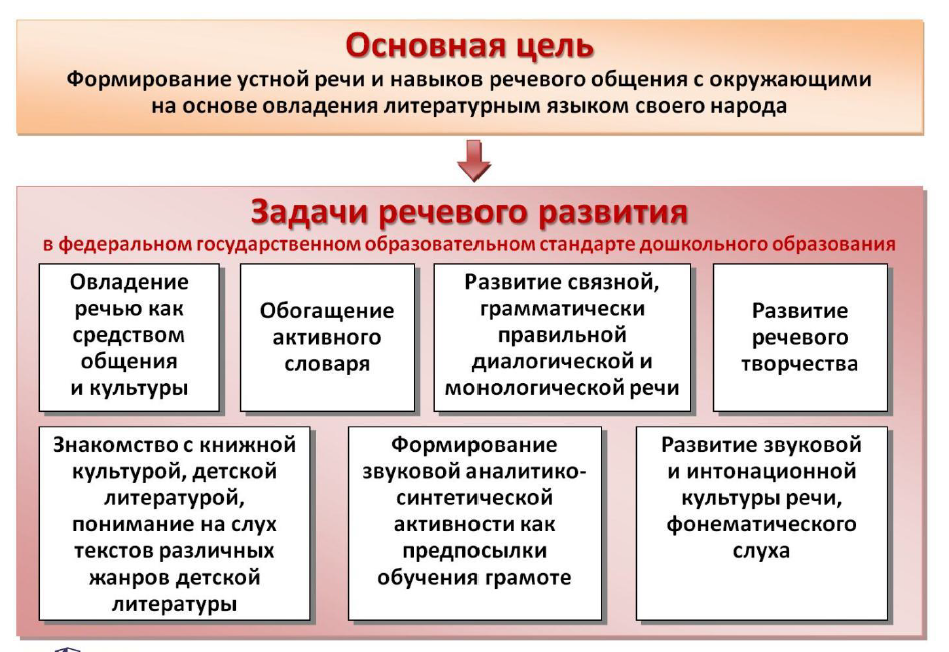 Основная цель
Формирование устной речи и навыков речевого общения с окружающими
на основе овладения литературным языком своего народа
Задачи речевого развития
в федеральном государственном образовательном стандарте дошкольного образования
Овладение
речью как
средством
общения
и культуры
Обогащение
активного
словаря
Развитие связной,
грамматически
правильной
диалогической и
монологической речи
Развитие
речевого
творчества
Знакомство с книжной
культурой, детской
литературой,
понимание на слух
текстов различных
жанров детской
литературы
Формирование
звуковой аналитико-
синтетической
активности как
предпосылки
обучения грамоте
Развитие звуковой
и интонационной
культуры речи,
фонематического
слуха